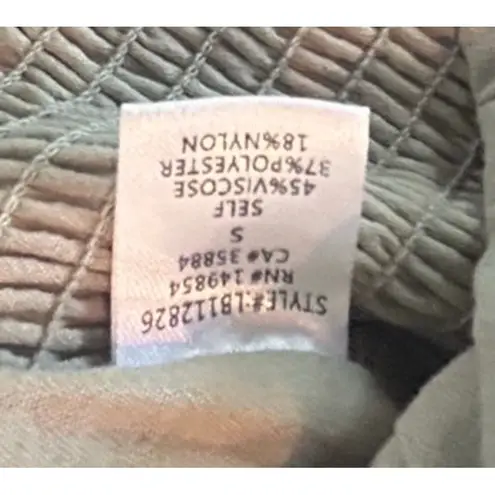 STYLE#:LB112826
RN# 149854
CA# 35884
S
SELF
45%VISCOSE
37%POLYESTER
18%NYLON